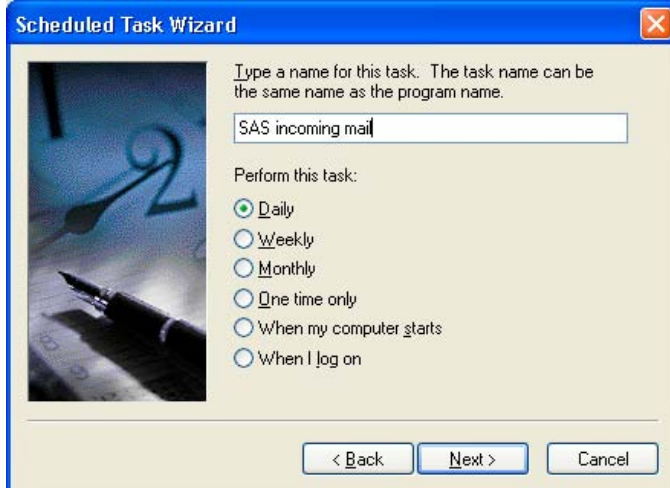 Scheduled Task Wizard
Type a name for this task. The task name can be
the same name as the program name.
SAS incoming mail
Perform this task:
Daily
Weekly
Monthly
One time only
When my computer starts
When I log on
< Back Next > Cancel